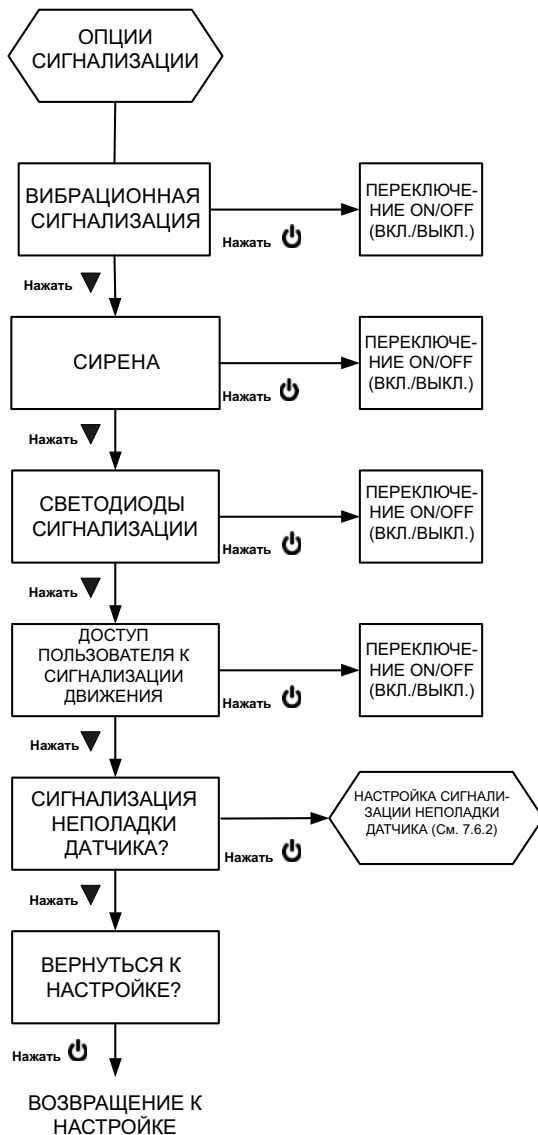 ОПЦИИ
СИГНАЛИЗАЦИИ
ВИБРАЦИОННАЯ
СИГНАЛИЗАЦИЯ
Нажать
ПЕРЕКЛЮЧЕ-
НИЕ ON/OFF
(ВКЛ./ВЫКЛ.)
Нажать
СИРЕНА
Нажать
ПЕРЕКЛЮЧЕ-
НИЕ ON/OFF
(ВКЛ./ВЫКЛ.)
Нажать
СВЕТОДИОДЫ
СИГНАЛИЗАЦИИ
Нажать
ПЕРЕКЛЮЧЕ-
НИЕ ON/OFF
(ВКЛ./ВЫКЛ.)
Нажать
ДОСТУП
ПОЛЬЗОВАТЕЛЯ К
СИГНАЛИЗАЦИИ
ДВИЖЕНИЯ
Нажать
ПЕРЕКЛЮЧЕ-
НИЕ ON/OFF
(ВКЛ./ВЫКЛ.)
Нажать
СИГНАЛИЗАЦИЯ
НЕПОЛАДКИ
ДАТЧИКА?
Нажать
НАСТРОЙКА СИГНАЛИ-
ЗАЦИИ НЕПОЛАДКИ
ДАТЧИКА (См. 7.6.2)
Нажать
ВЕРНУТЬСЯ К
НАСТРОЙКЕ?
Нажать
ВОЗВРАЩЕНИЕ К
НАСТРОЙКЕ